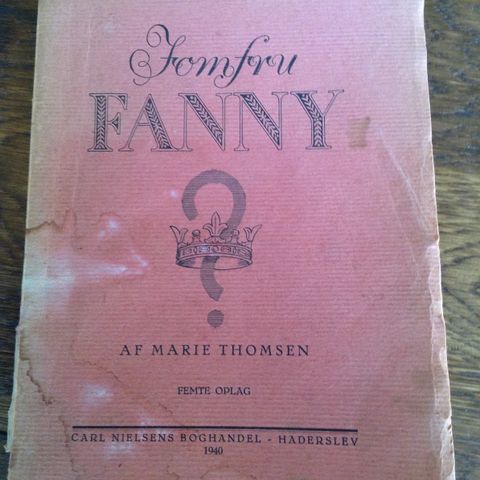 Jomfru
FANNY
?
AF MARIE THOMSEN
FEMTE OPLAG
CARL NIELSENS BOGHANDEL - HADERSLEV
1940